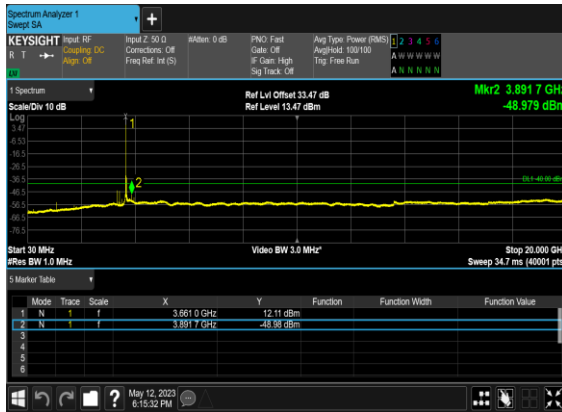 Spectrum Analyzer 1
Swept SA
KEYSIGHT Input: RF Input Z: 50 Ω #Atten: 0 dB PNO: Fast Avg Type: Power (RMS) 1 2 3 4 5 6
R T Coupling: DC Corrections: Off Gate: Off Avg|Hold: 100/100 A W W W W W
Align: Off Freq Ref: Int (S) IF Gain: High Trig: Free Run
LXI Sig Track: Off A N N N N N
1 Spectrum Ref Lvl Offset 33.47 dB Mkr2 3.891 7 GHz
Scale/Div 10 dB Ref Level 13.47 dBm -48.979 dBm
Log
3.47
-6.53
-16.5
-26.5
-36.5
-46.5
-56.5
-66.5
-76.5
1
2
DL1 -40.00 dBm
Start 30 MHz Video BW 3.0 MHz* Stop 20.000 GHz
#Res BW 1.0 MHz Sweep 34.7 ms (40001 pts)
5 Marker Table
Mode Trace Scale X Y Function Function Width Function Value
1 N 1 f 3.661 0 GHz 12.11 dBm
2 N 1 f 3.891 7 GHz -48.98 dBm
3
4
5
6
? May 12, 2023
6:15:32 PM